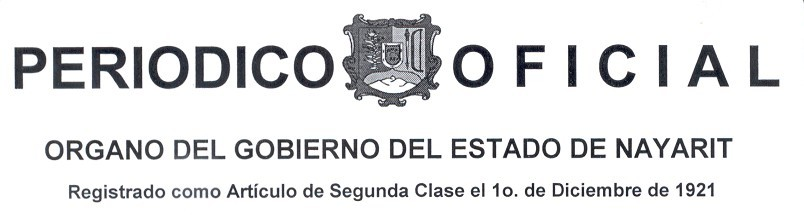 PERIODICO OFICIAL
ORGANO DEL GOBIERNO DEL ESTADO DE NAYARIT
Registrado como Artículo de Segunda Clase el 1o. de Diciembre de 1921